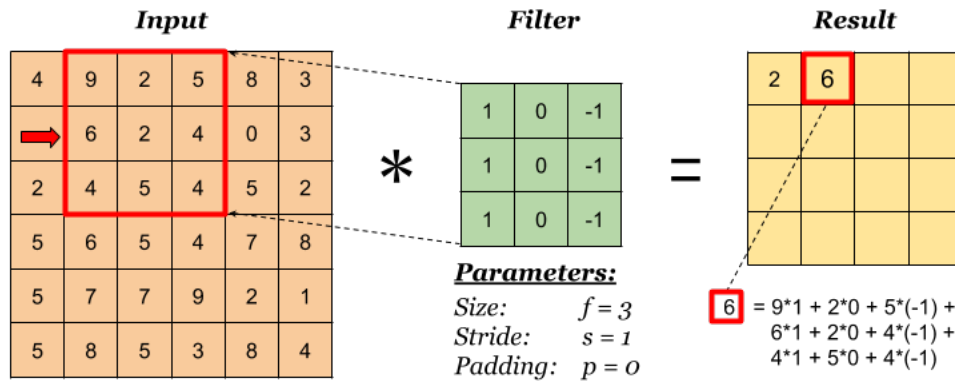 Input Filter Result
4 9 2 5 8 3
6 2 4 0 3
2 4 5 4 5 2
5 6 5 4 7 8
5 7 7 9 2 1
5 8 5 3 8 4
*
1 0 -1
1 0 -1
1 0 -1
=
2 6
Parameters:
Size: f = 3
Stride: s = 1
Padding: p = 0
6 = 9*1 + 2*0 + 5*(-1) +
6*1 + 2*0 + 4*(-1) +
4*1 + 5*0 + 4*(-1)